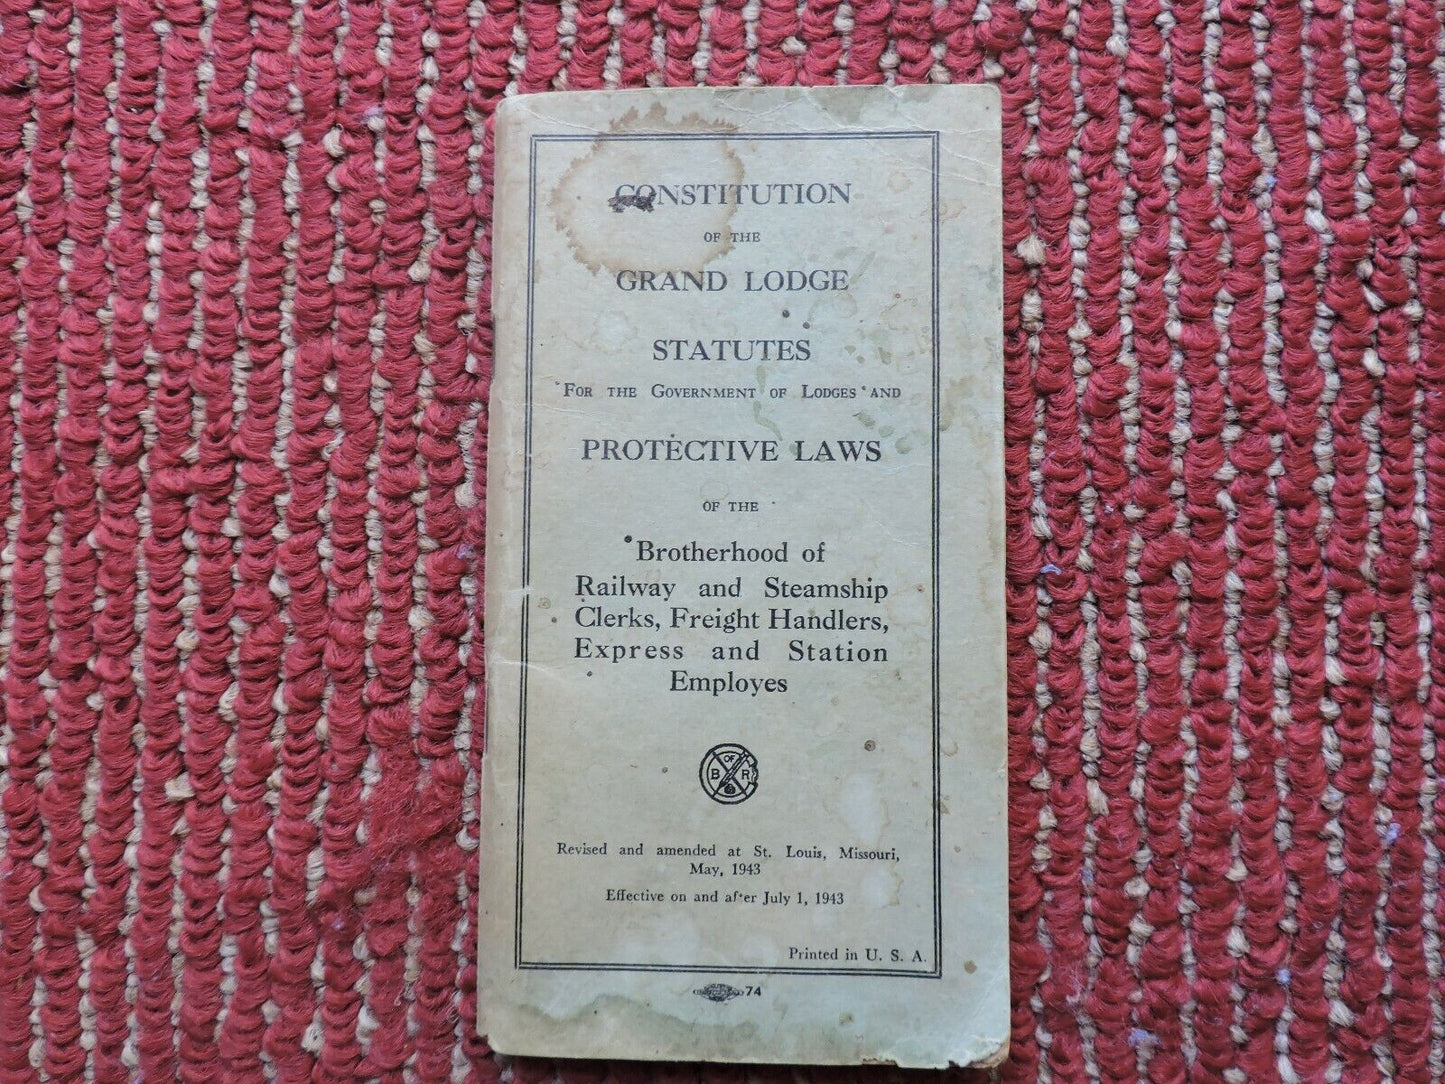 CONSTITUTION
OF THE
GRAND LODGE
STATUTES
FOR THE GOVERNMENT OF LODGES AND
PROTECTIVE LAWS
OF THE
Brotherhood of
Railway and Steamship
Clerks, Freight Handlers,
Express and Station
Employes
OF
B R
Revised and amended at St. Louis, Missouri,
May, 1943
Effective on and after July 1, 1943
Printed in U. S. A.
74